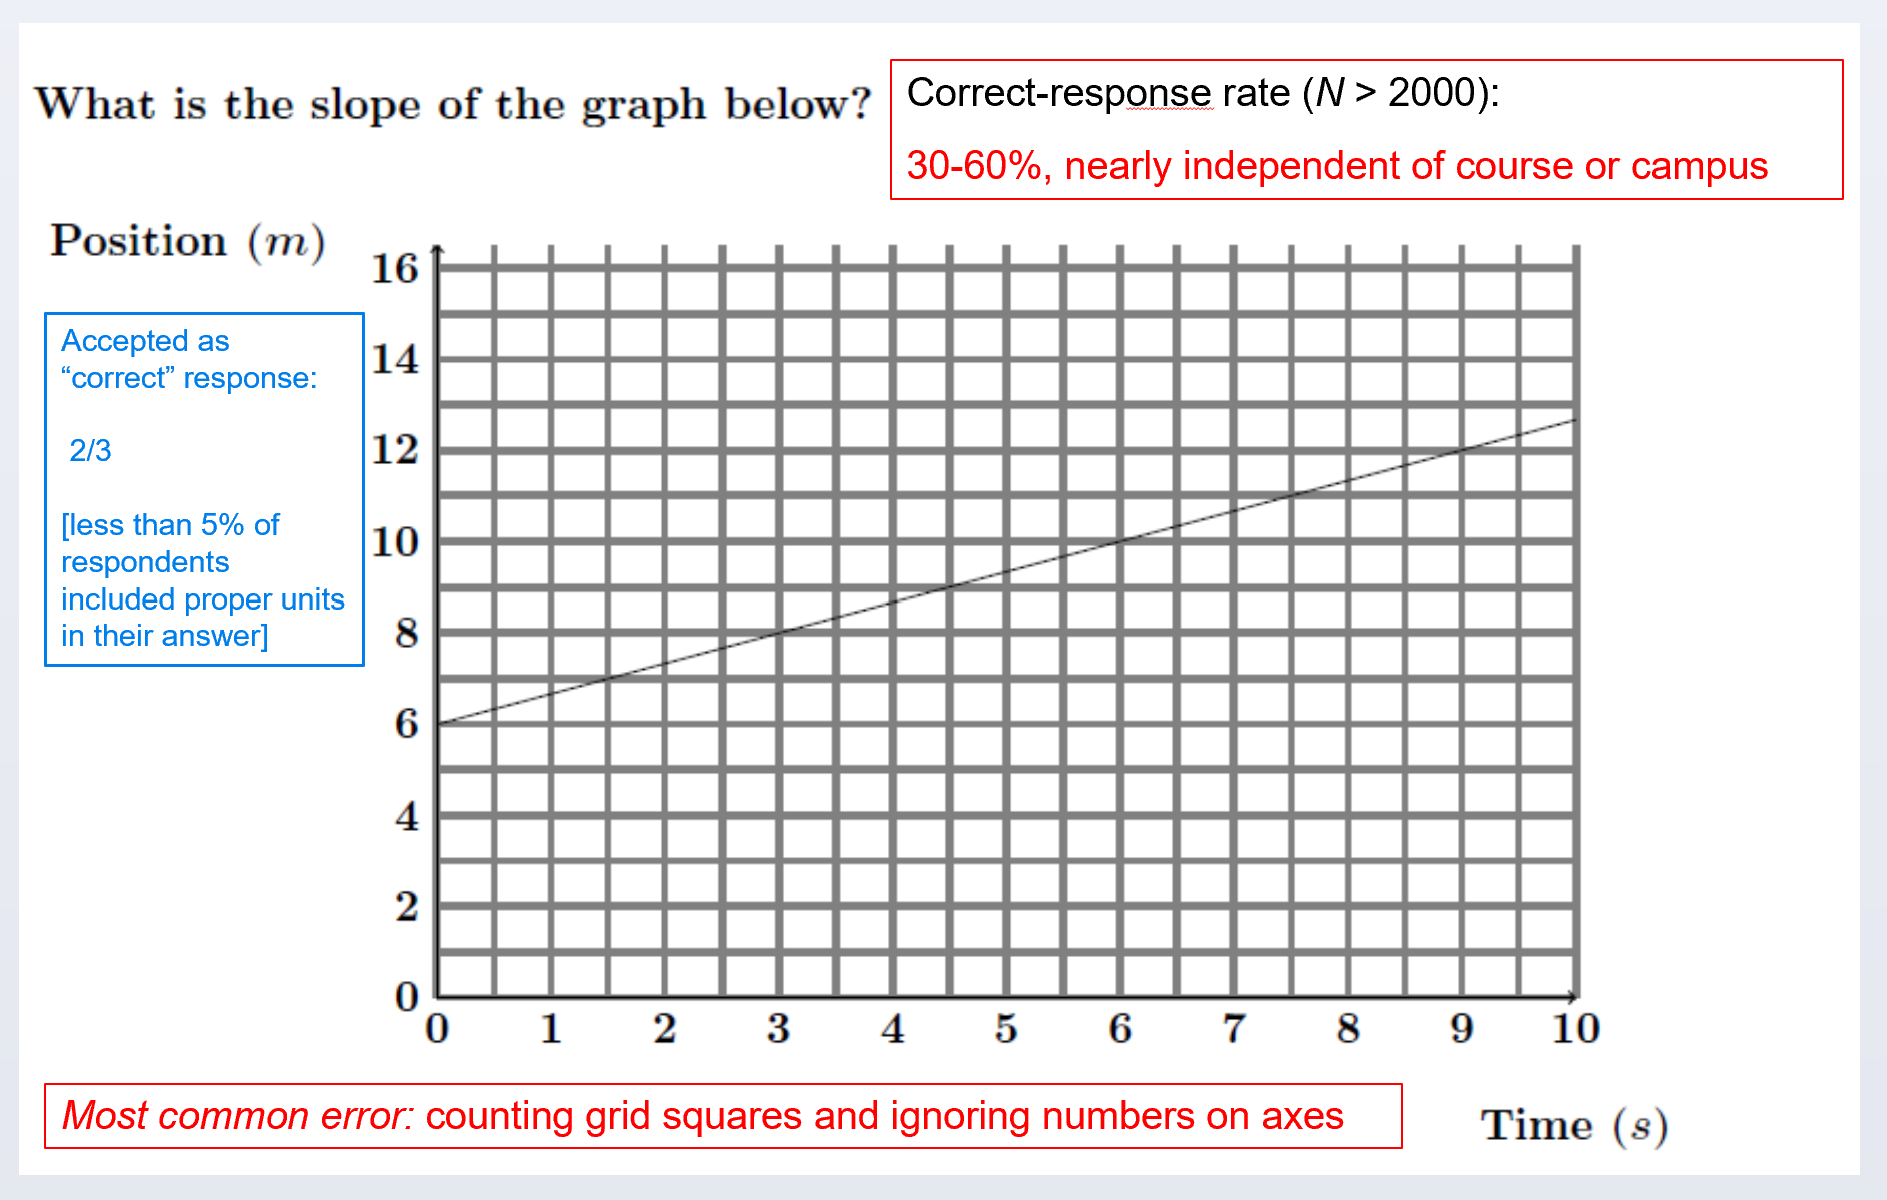 What is the slope of the graph below?
Correct-response rate (N > 2000):
30-60%, nearly independent of course or campus
Position (m)
Accepted as
“corre” response:
2/3
[less than 5% of
respondents
included proper units
in their answer]
16
14
12
10
8
6
4
2
0
0 1 2 3 4 5 6 7 8 9 10
Most common error: counting grid squares and ignoring numbers on axes
Time (s)